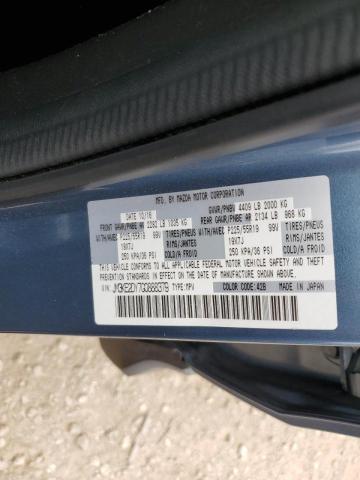 MFD. BY MAZDA MOTOR CORPORATION
DATE: 10/16 GVWR/PNBV 4409 LB 2000 KG
FRONT GAWR/PNBE AV 2282 LB 1035 KG REAR GAWR/PNBE AR 2134 LB 968 KG
WITH/AVEC P225/55R19 99V TIRES/PNEUS WITH/AVEC P225/55R19 99V TIRES/PNEUS
19X7J RIMS/JANTES 19X7J RIMS/JANTES
250 KPA/36 PSI COLD/A FROID 250 KPA/36 PSI COLD/A FROID
THIS VEHICLE CONFORMS TO ALL APPLICABLE FEDERAL MOTOR VEHICLE SAFETY, BUMPER, AND THEFT PREVENTION STANDARDS IN EFFECT ON THE DATE OF MANUFACTURE SHOWN ABOVE.
TYPE: MPV COLOR CODE: 42B MADE IN JAPAN